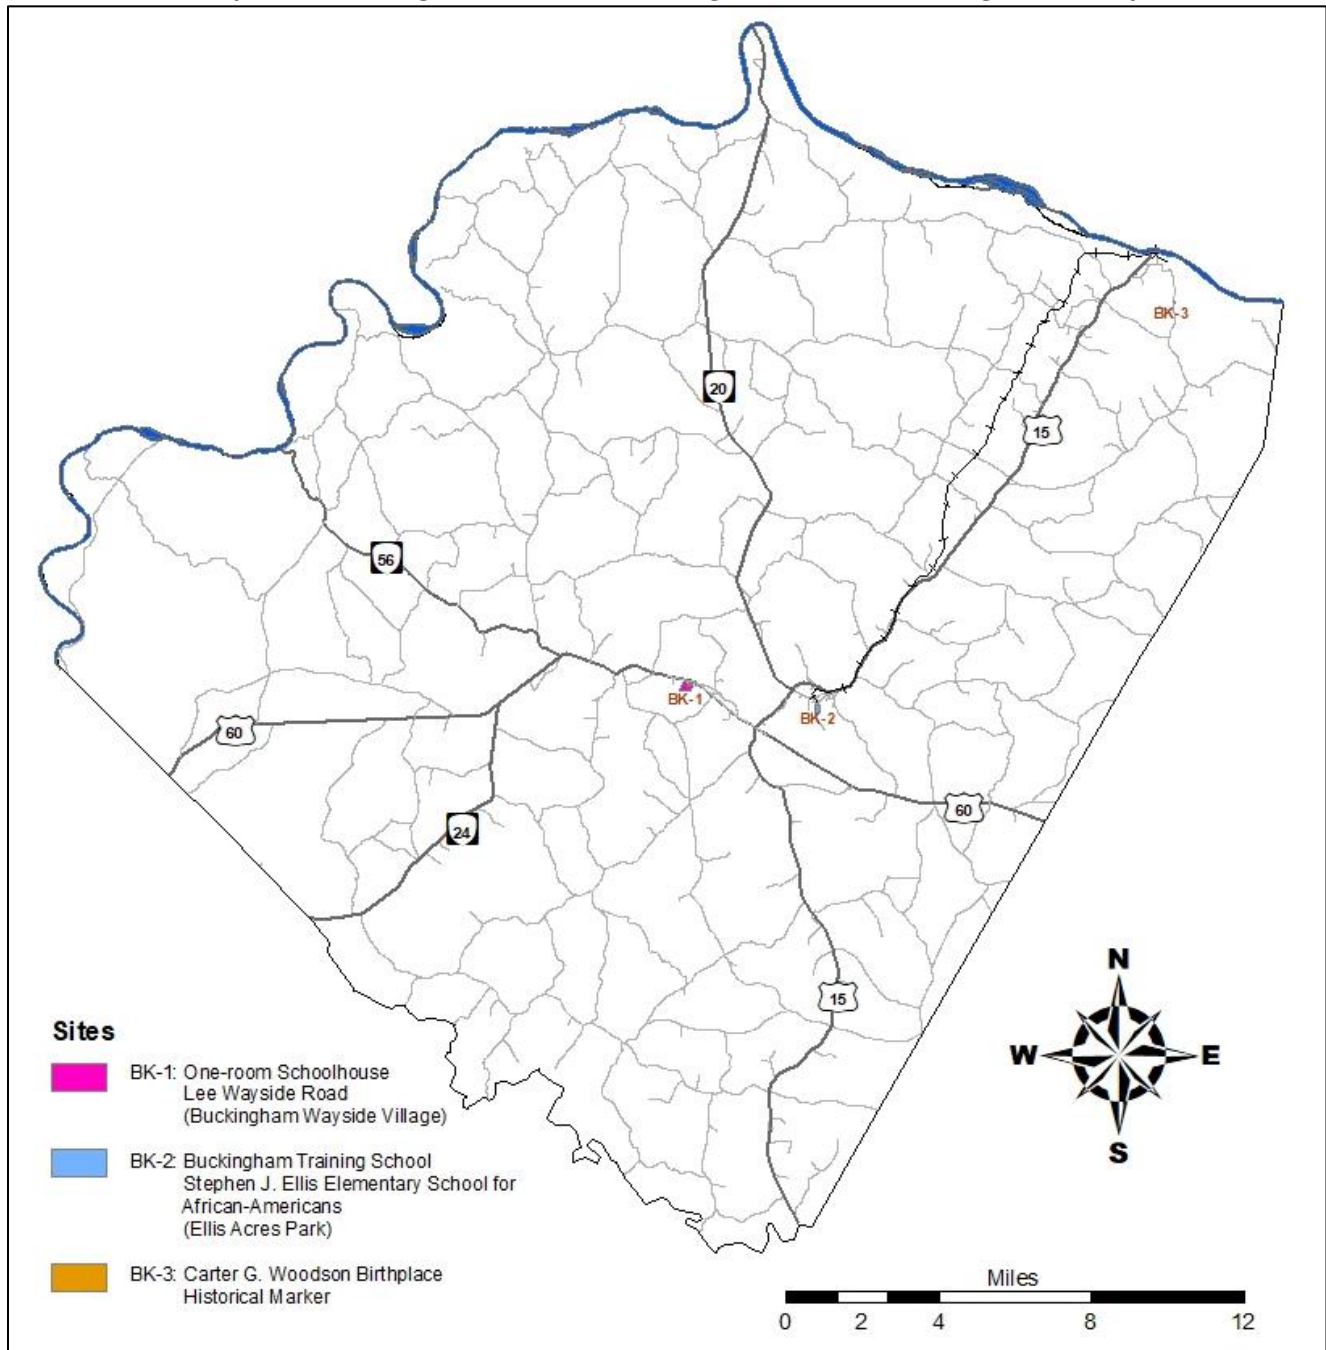 BK-3
20
15
56
BK-1
BK-2
60
60
24
15
N
W
E
S
Sites
BK-1: One-room Schoolhouse
Lee Wayside Road
(Buckingham Wayside Village)
BK-2: Buckingham Training School
Stephen J. Ellis Elementary School for
African-Americans
(Ellis Acres Park)
BK-3: Carter G. Woodson Birthplace
Historical Marker
Miles
0 2 4 8 12